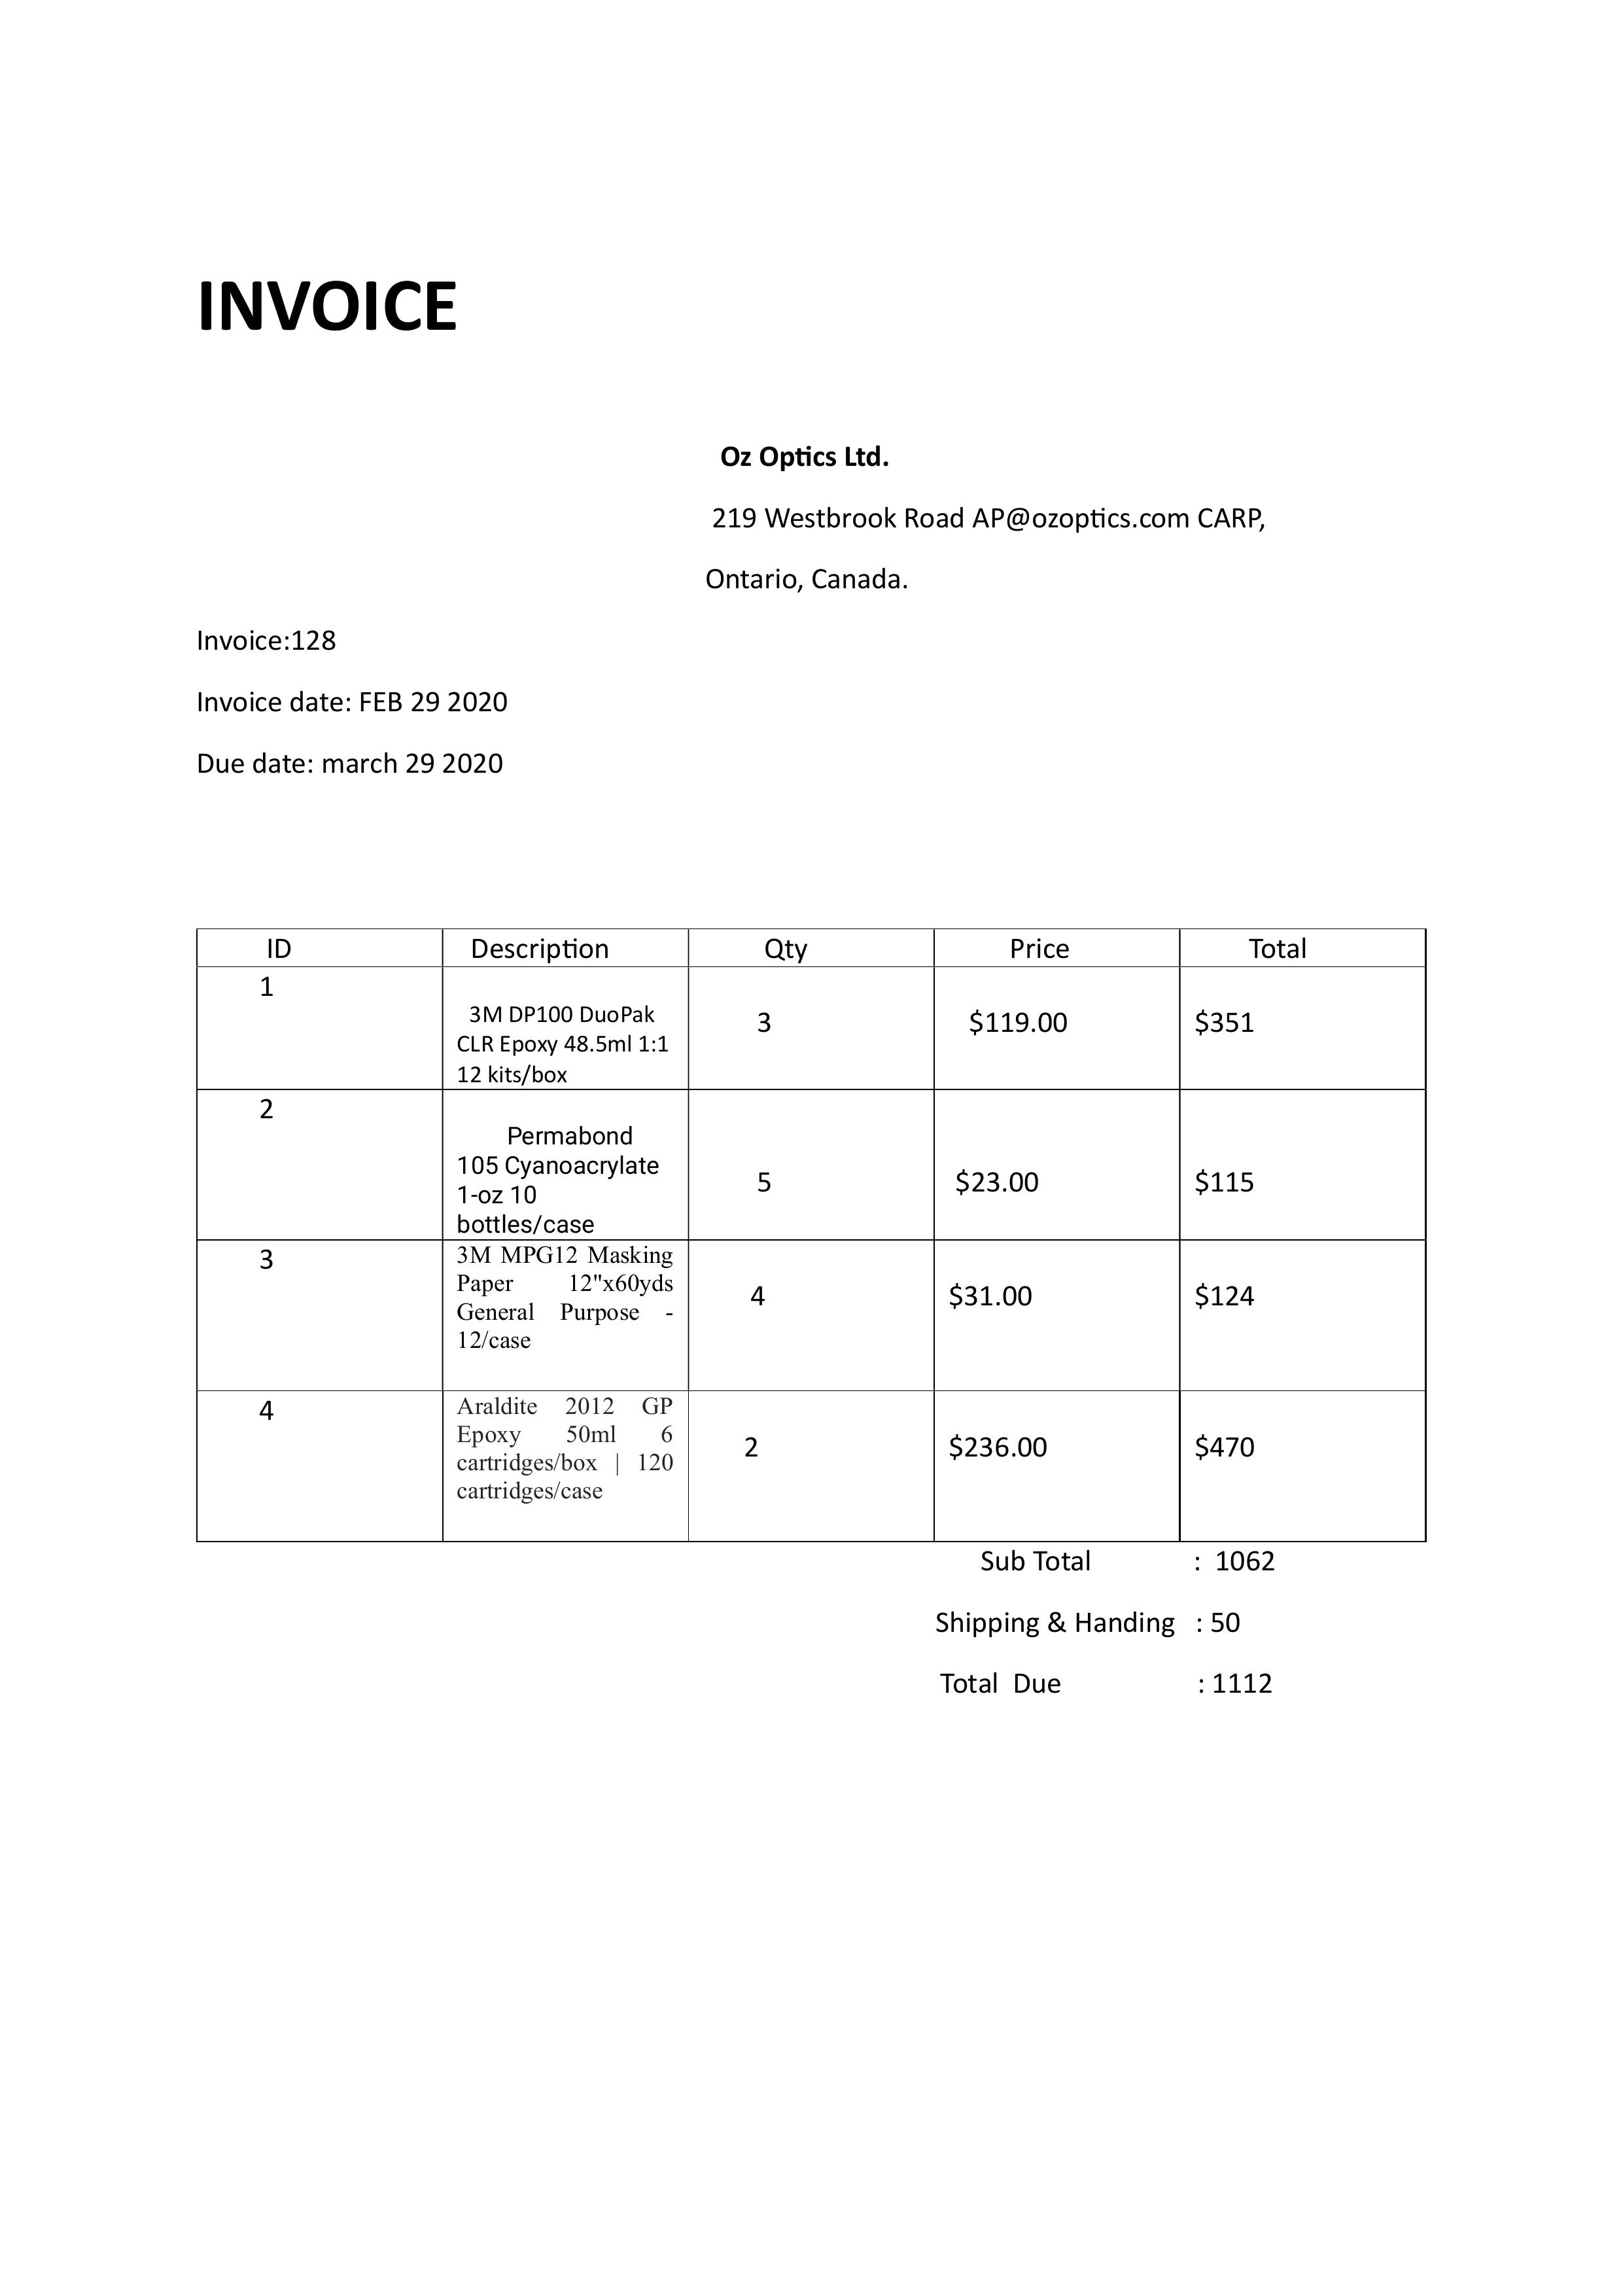 INVOICE
Oz Optics Ltd.
219 Westbrook Road AP@ozoptics.com CARP,
Ontario, Canada.
Invoice:128
Invoice date: FEB 29 2020
Due date: march 29 2020
ID Description Qty Price Total
1
3M DP100 DuoPak
CLR Epoxy 48.5ml 1:1
12 kits/box
3 $119.00 $351
2
Permabond
105 Cyanoacrylate
1-oz 10
bottles/case
5 $23.00 $115
3
3M MPG12 Masking
Paper 12"x60yds
General Purpose -
12/case
4 $31.00 $124
4
Araldite 2012 GP
Epoxy 50ml 6
cartridges/box | 120
cartridges/case
2 $236.00 $470
Sub Total : 1062
Shipping & Handing : 50
Total Due : 1112